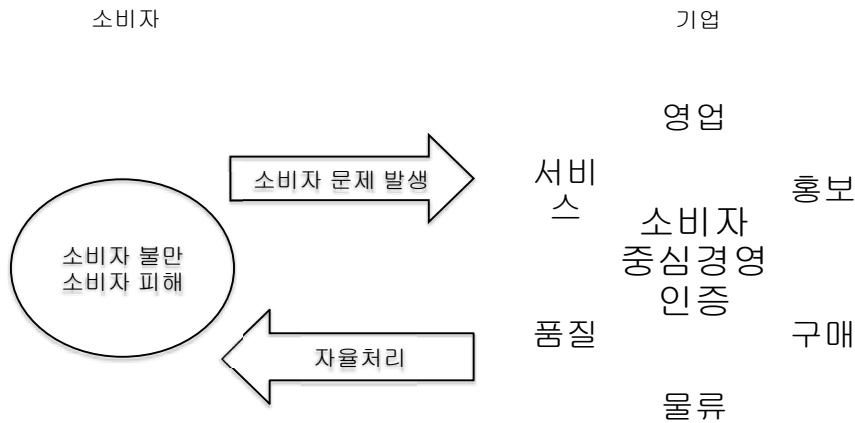 소비자
기업
영업
소비자 문제 발생
서비
스
홍보
소비자
중심경영
인증
소비자 불만
소비자 피해
품질
구매
자율처리
물류